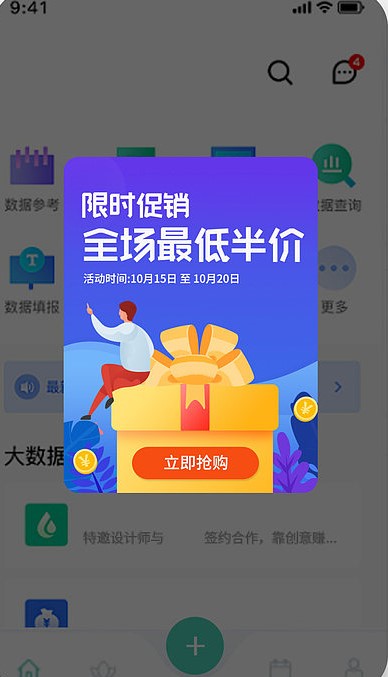 9:41
4
数据参考
据查询
限时促销
全场最低半价
活动时间:10月15日 至 10月20日
数据填报
更多
最
立即抢购
大数据
特邀设计师与 签约合作，靠创意赚...